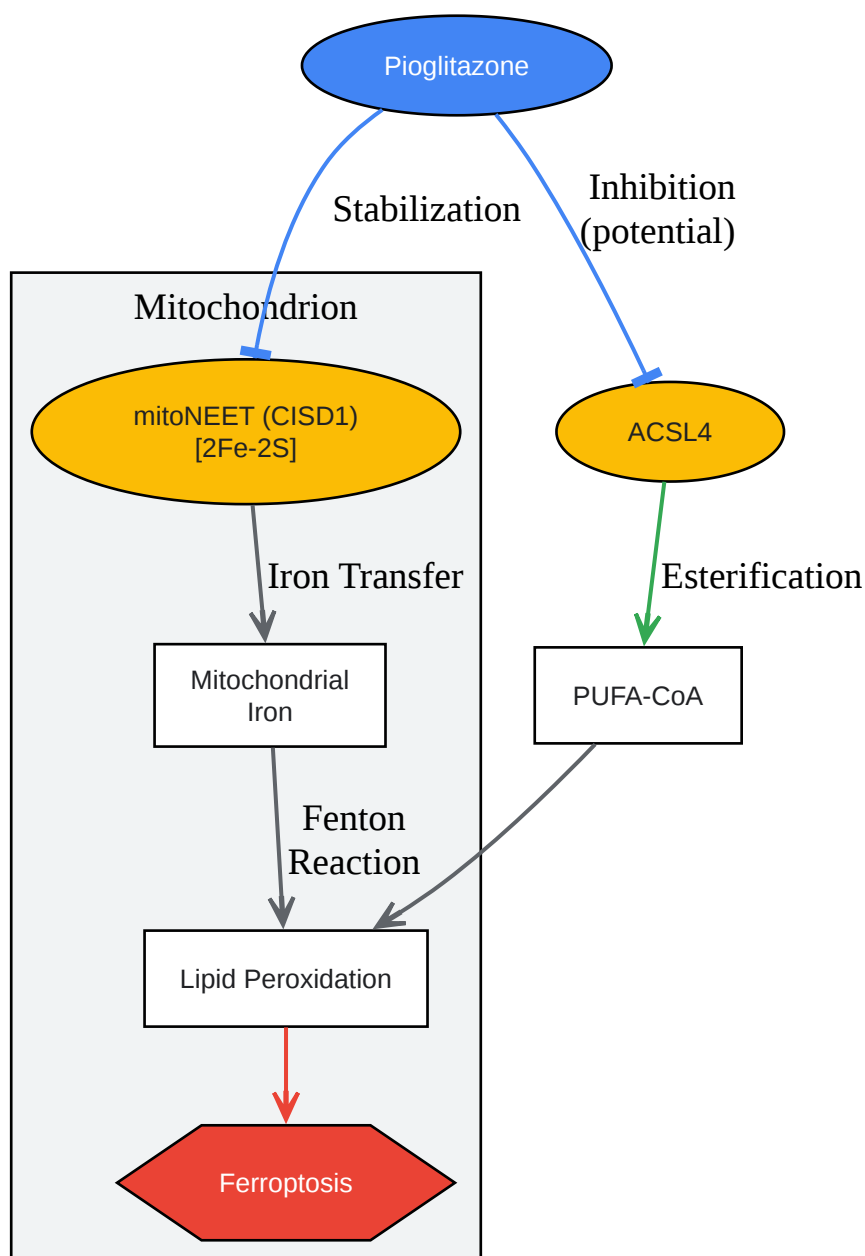 Pioglitazone
Stabilization
Inhibition
(potential)
Mitochondrion
mitoNEET (CISD1)
[2Fe-2S]
ACSL4
Iron Transfer
Esterification
Mitochondrial
Iron
PUFA-CoA
Fenton
Reaction
Lipid Peroxidation
Ferroptosis